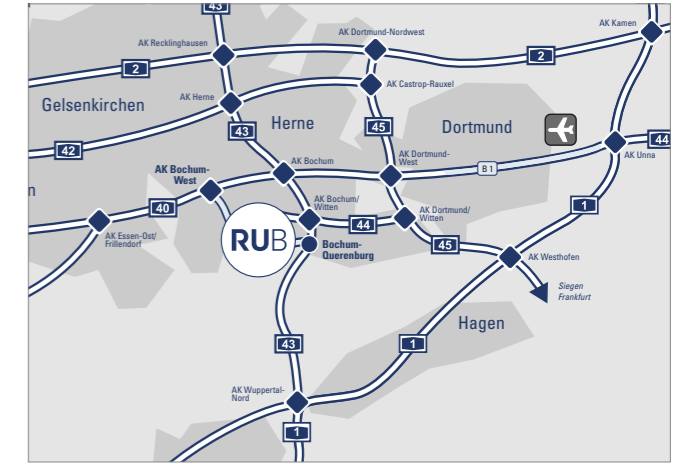 43
AK Kamen
AK Dortmund-Nordwest
AK Recklinghausen
2
2
Gelsenkirchen
AK Castrop-Rauxel
AK Herne
Herne
43
45
Dortmund
44
42
AK Bochum
AK Dortmund-
West
AK Unna
AK Bochum-
West
B 1
n
40
AK Bochum/
Witten
44
AK Dortmund/
Witten
1
AK Essen-Ost/
Frillendorf
RUB
Bochum-
Querenburg
45
AK Westhofen
Siegen
Frankfurt
Hagen
43
1
AK Wuppertal-
Nord
1